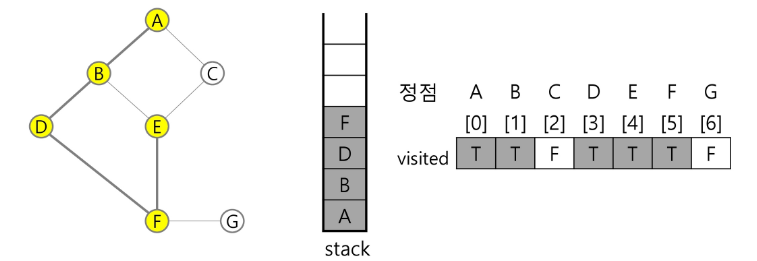 A
B
C
D
E
F
G
F
D
B
A
stack
정점 A B C D E F G
[0] [1] [2] [3] [4] [5] [6]
visited T T F T T T F